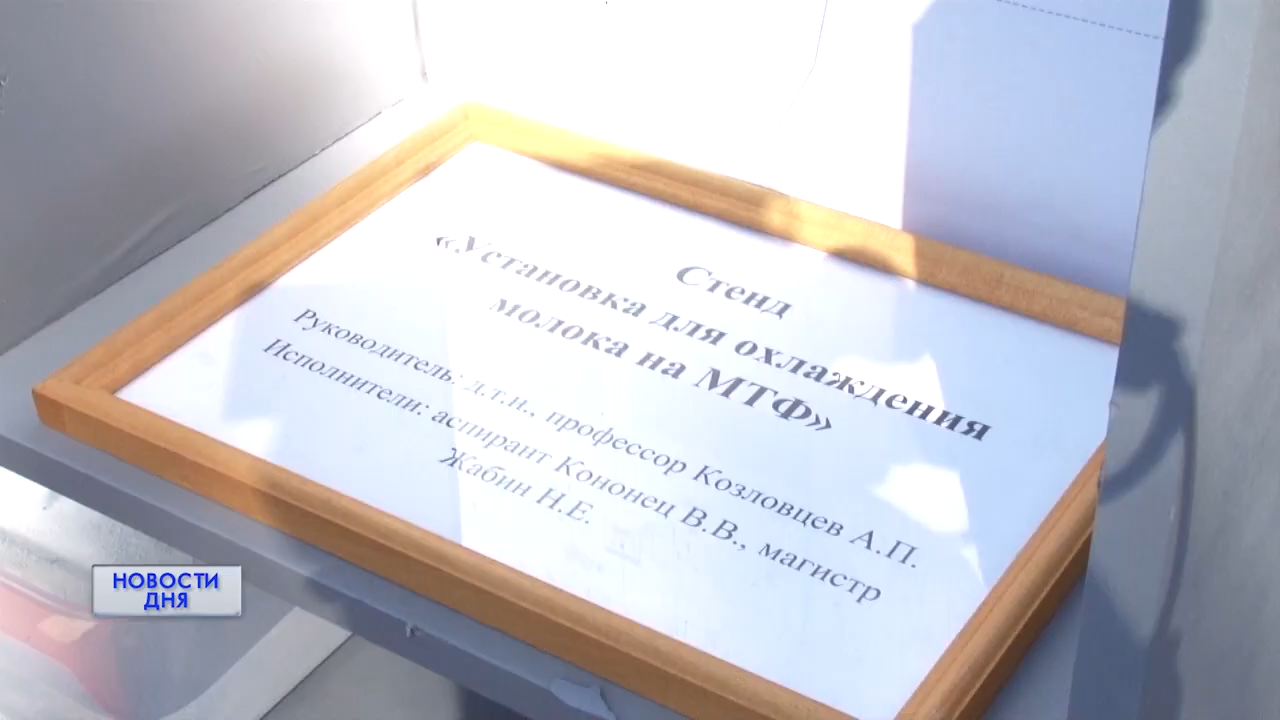 Стенд
«Установка для охлаждения
молока на МТФ»
Руководитель: д.т.н., профессор Козловцев А.П.
Исполнители: аспирант Кононец В.В., магистр
Жабин Н.Е.
НОВОСТИ
ДНЯ